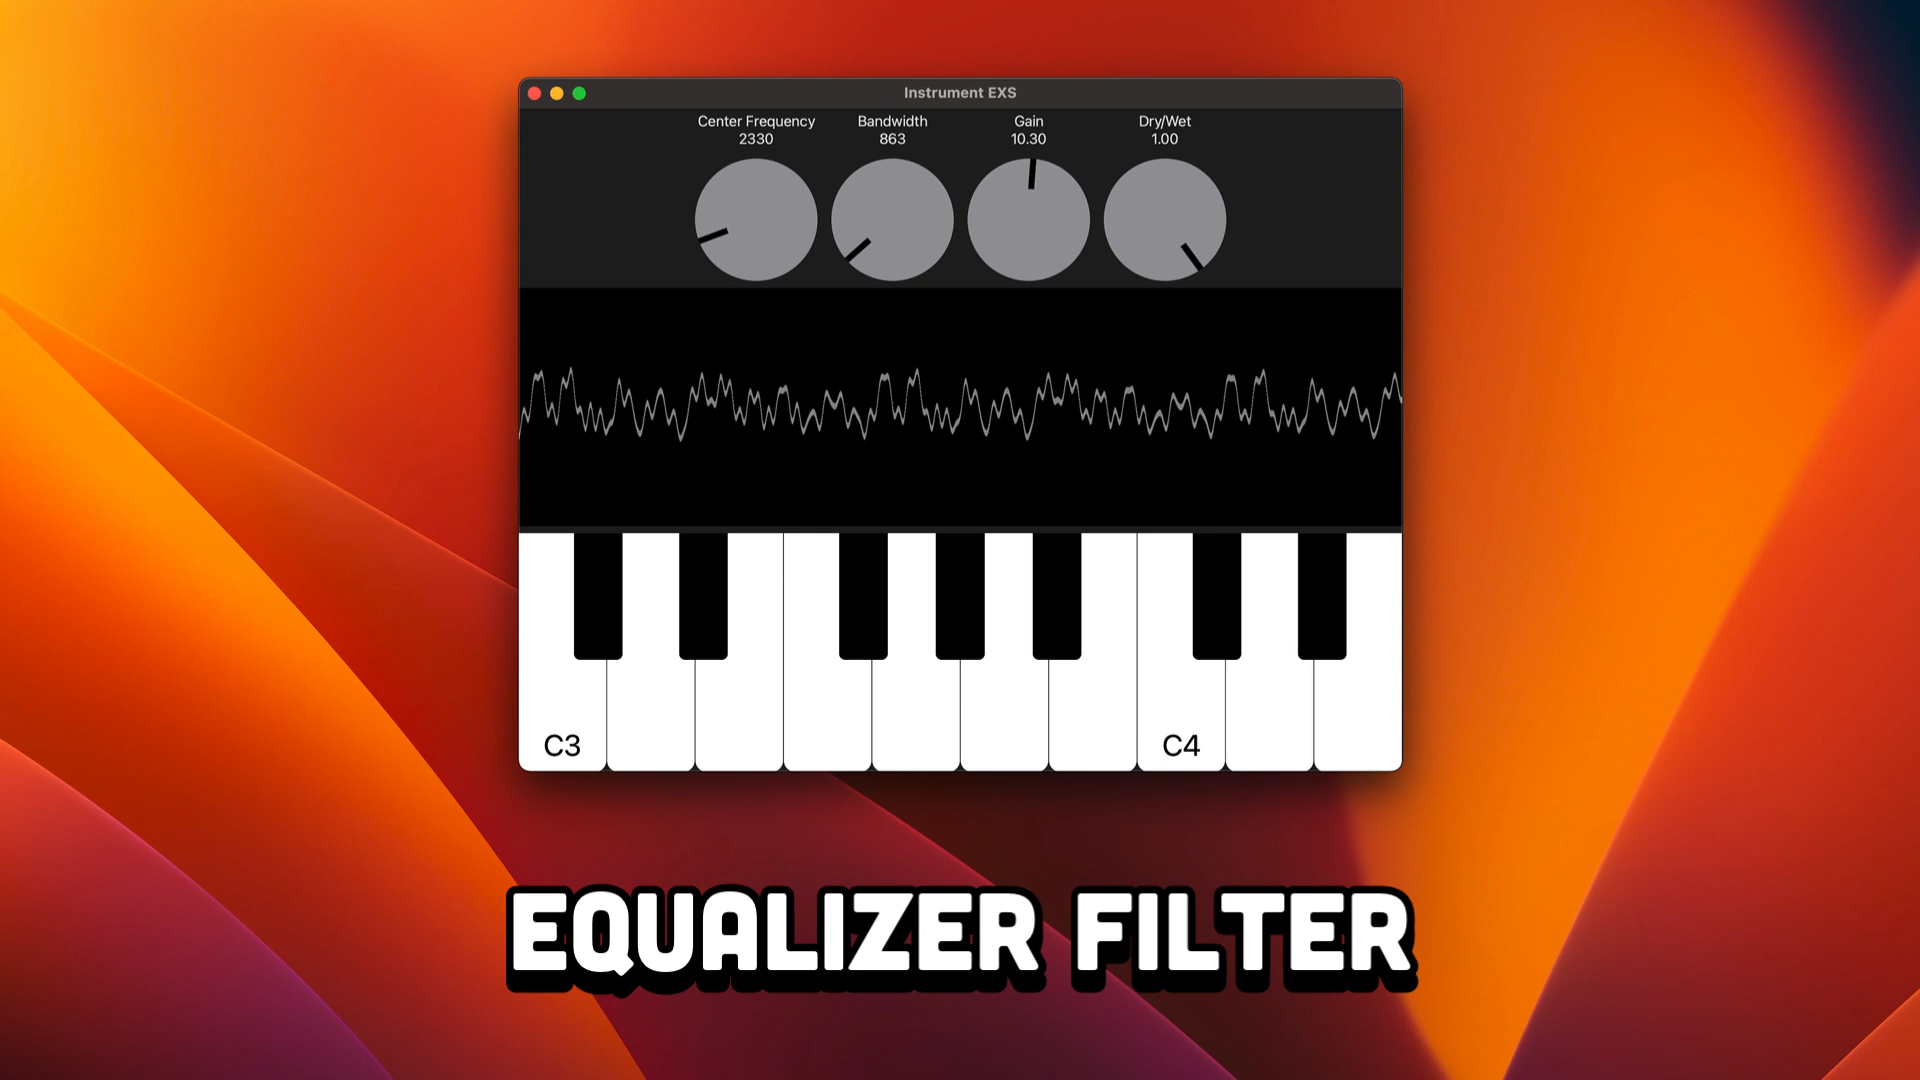 Instrument EXS
Center Frequency Bandwidth Gain Dry/Wet
2330 863 10.30 1.00
C3 C4
EQUALIZER FILTER